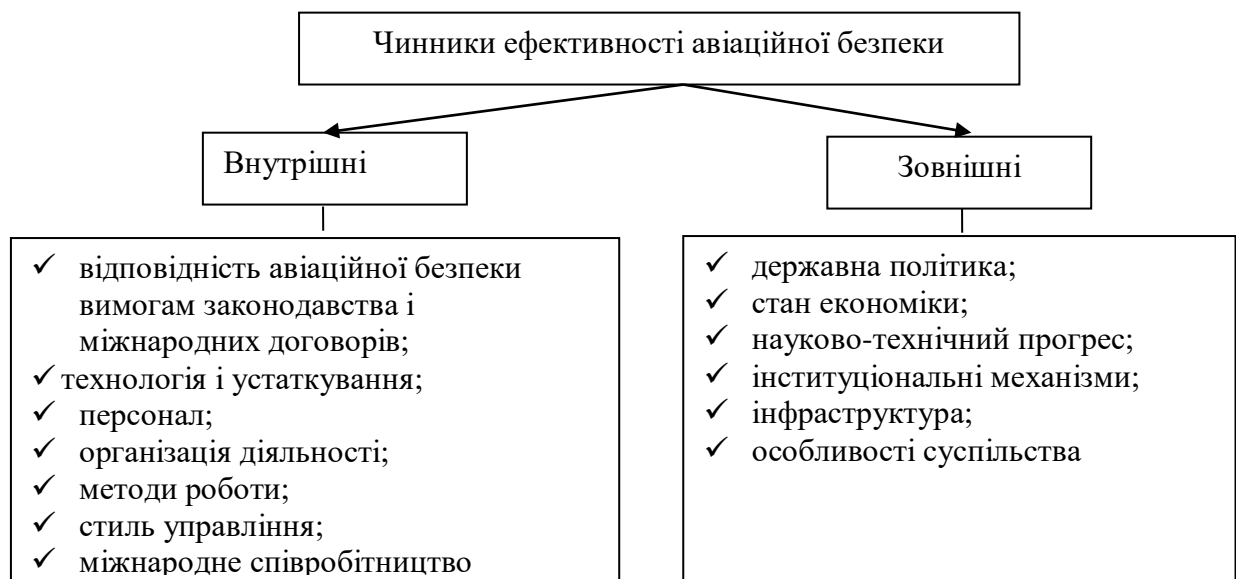 Чинники ефективності авіаційної безпеки
Внутрішні
✓ відповідність авіаційної безпеки
вимогам законодавства і
міжнародних договорів;
✓ технологія і устаткування;
✓ персонал;
✓ організація діяльності;
✓ методи роботи;
✓ стиль управління;
✓ міжнародне співробітництво
Зовнішні
✓ державна політика;
✓ стан економіки;
✓ науково-технічний прогрес;
✓ інституціональні механізми;
✓ інфраструктура;
✓ особливості суспільства